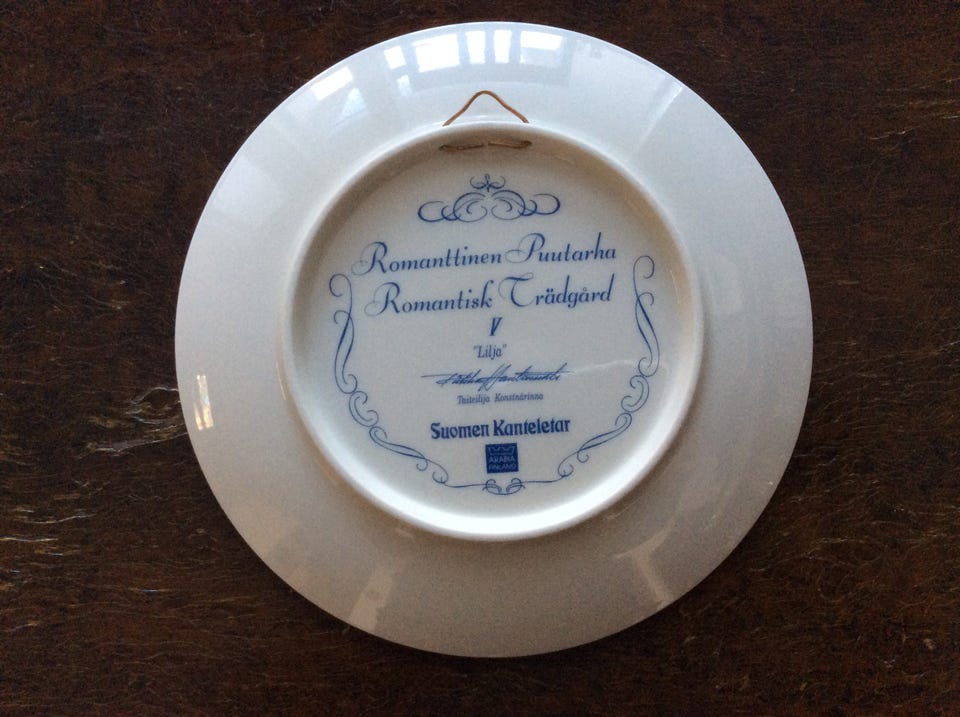 Romanttinen Puutarha
Romantisk Trädgård
V
"Lilja"
Taiteilija Konstnärinna
Suomen Kanteletar
ARABIA
FINLAND